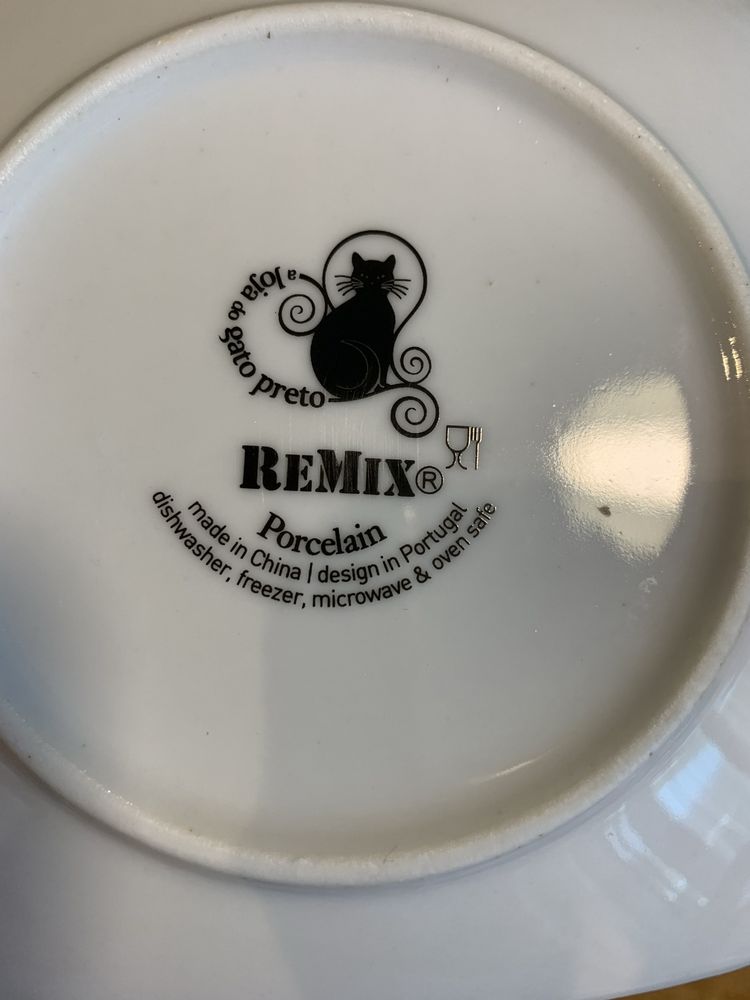 a loja do gato preto
REMIX®
Porcelain
made in China | design in Portugal
dishwasher, freezer, microwave & oven safe